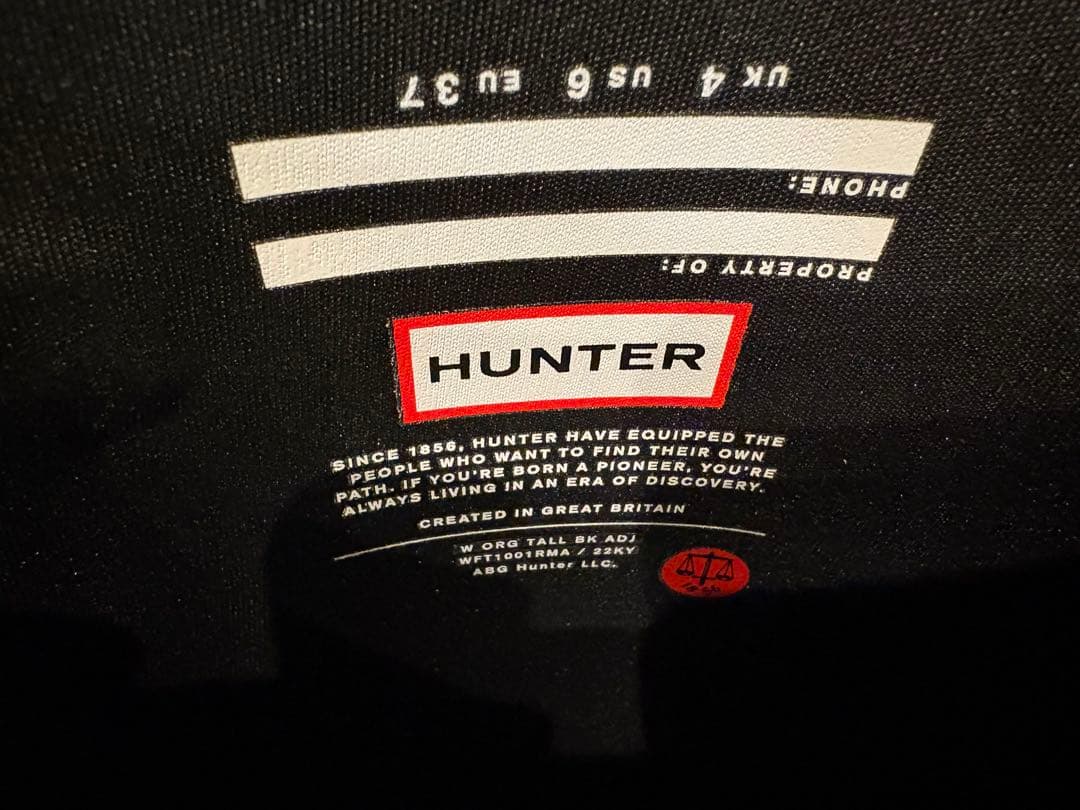 UK 4 US 6 EU 37
PHONE:
PROPERTY OF:
HUNTER
SINCE 1856, HUNTER HAVE EQUIPPED THE
PEOPLE WHO WANT TO FIND THEIR OWN
PATH. IF YOU'RE BORN A PIONEER, YOU'RE
ALWAYS LIVING IN AN ERA OF DISCOVERY.
CREATED IN GREAT BRITAIN
W ORG TALL BK ADJ
WFT1001RMA / 22KY
ABG Hunter LLC.